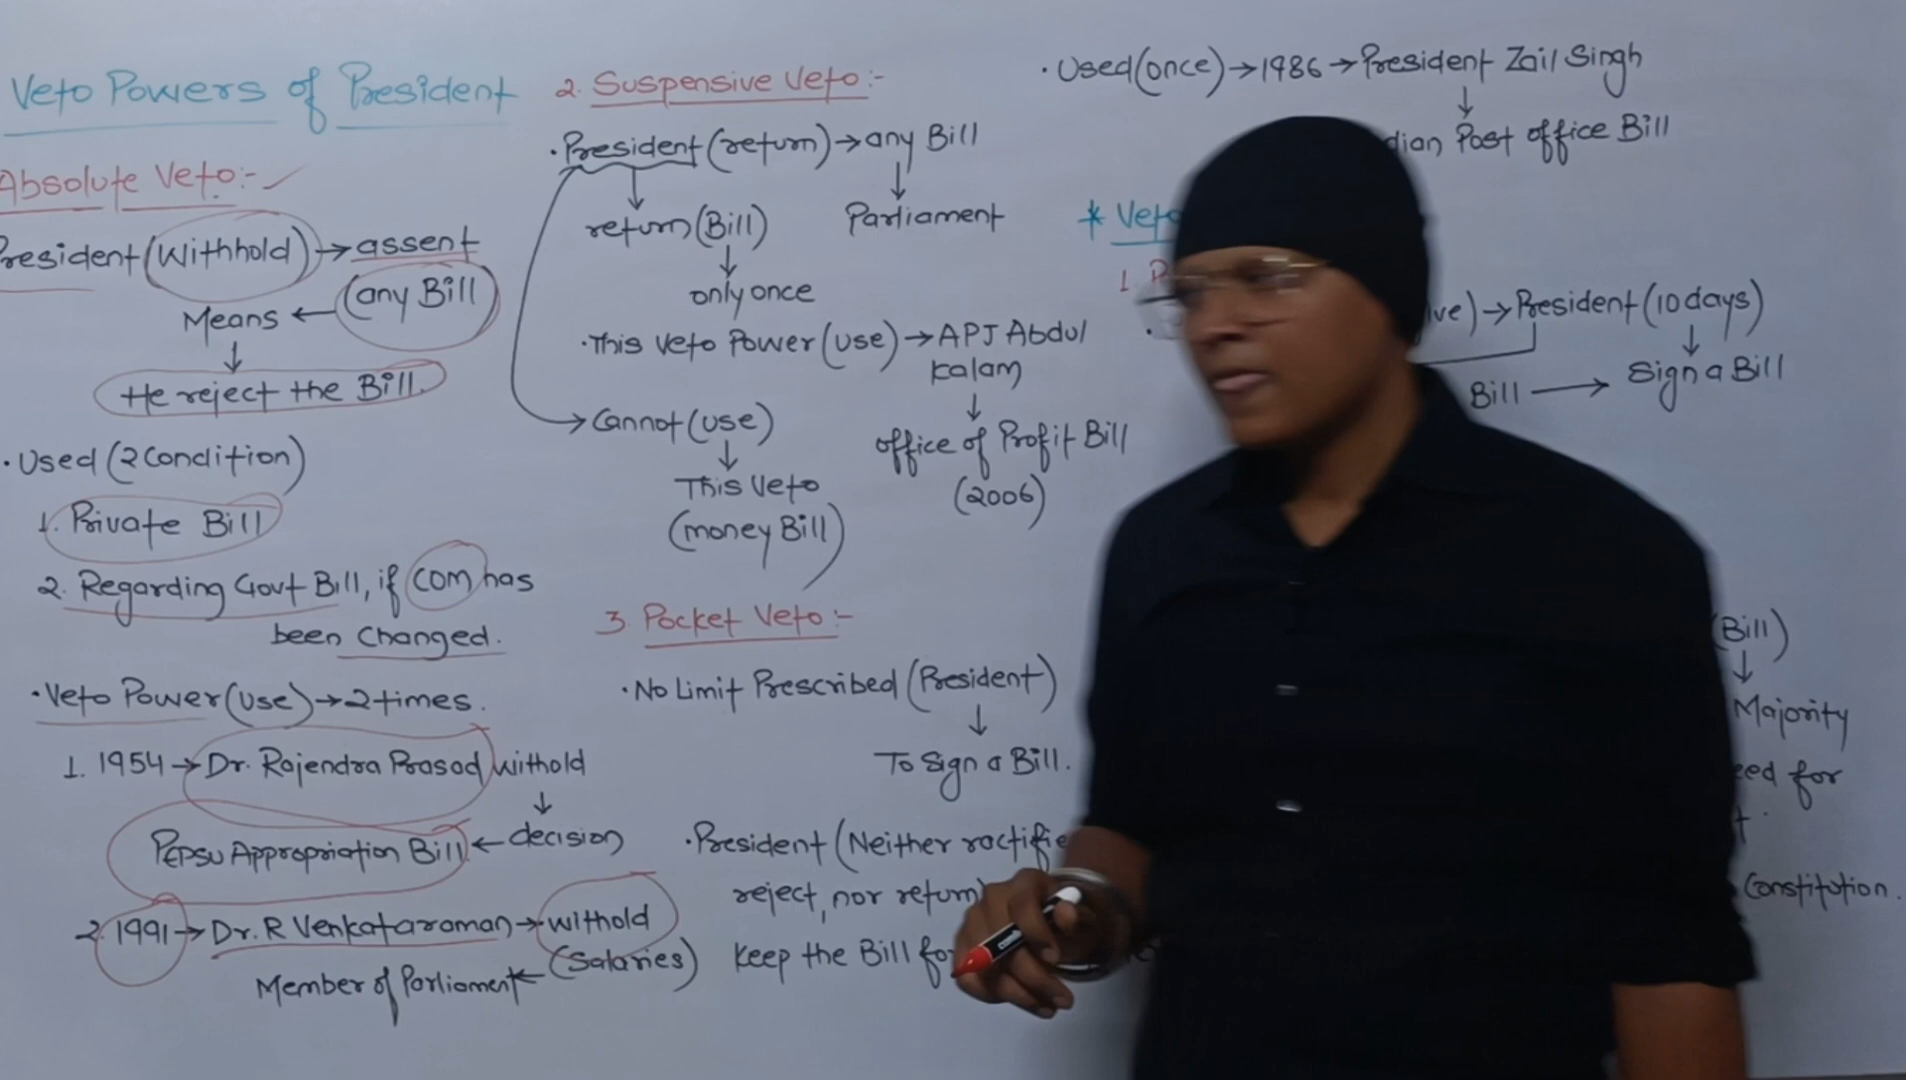 Veto Powers of President
Absolute Veto:-
President (Withhold) → assent
(any Bill)
Means ←
↓
He reject the Bill.
• Used (2 Condition)
1. Private Bill
2. Regarding Govt Bill, if COM has
been changed.
• Veto Power (use) → 2 times.
1. 1954 → Dr. Rajendra Prasad withold
↓
PEPSU Appropriation Bill ← decision
2. 1991 → Dr. R Venkataraman → withold
Member of Parliament ← (Salaries)
2. Suspensive Veto:-
• President (return) → any Bill
↓ ↓
return (Bill) Parliament
↓
only once
• This Veto Power (use) → APJ Abdul
Kalam
↓
→ Cannot (use) office of Profit Bill
↓ (2006)
This Veto
(money Bill)
3. Pocket Veto:-
• No Limit Prescribed (President)
↓
To Sign a Bill.
• President (Neither ractifie
reject, nor return)
Keep the Bill
• Used (once) → 1986 → President Zail Singh
↓
Post office Bill
* Veto
1.
→ President (10 days)
↓
Bill → Sign a Bill
(Bill)
↓
Majority
for
Constitution.